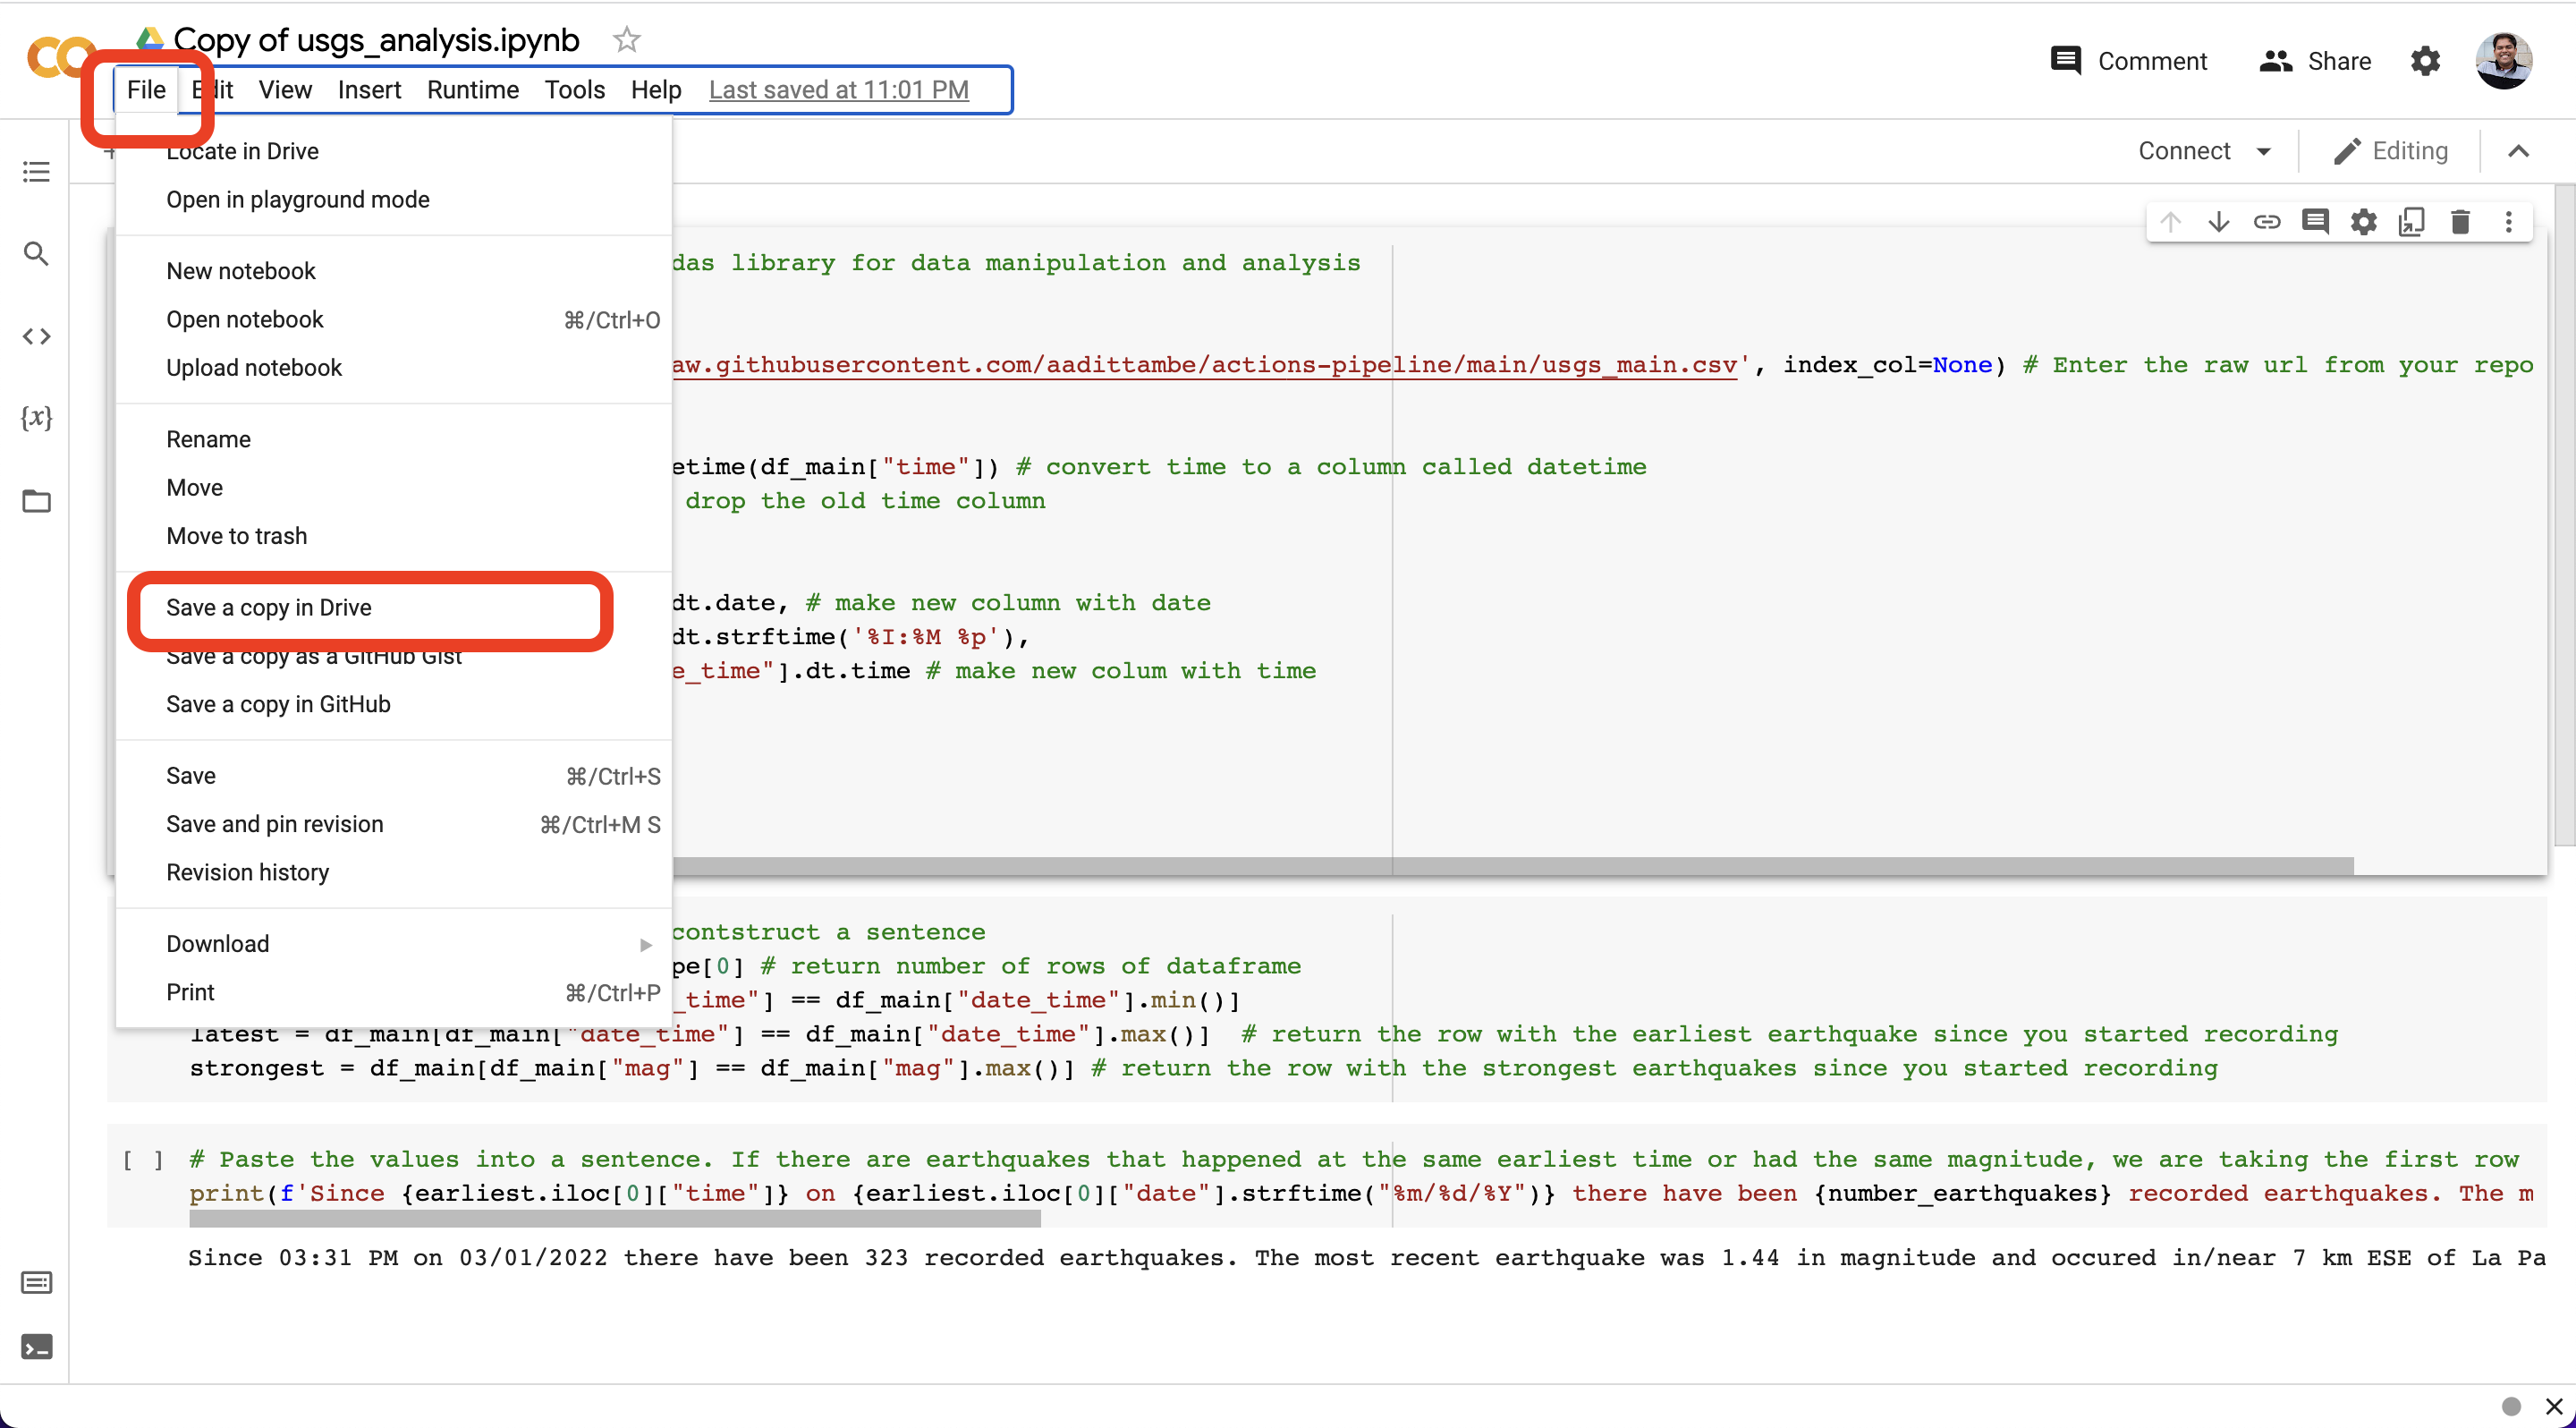 Copy of usgs_analysis.ipynb
Comment
Share
File Edit View Insert Runtime Tools Help Last saved at 11:01 PM
Connect
Editing
Locate in Drive
Open in playground mode
New notebook
Open notebook ⌘/Ctrl+O
Upload notebook
Rename
Move
Move to trash
Save a copy in Drive
Save a copy as a GitHub Gist
Save a copy in GitHub
Save ⌘/Ctrl+S
Save and pin revision ⌘/Ctrl+M S
Revision history
Download
Print ⌘/Ctrl+P
das library for data manipulation and analysis
aw.githubusercontent.com/aadittambe/actions-pipeline/main/usgs_main.csv', index_col=None) # Enter the raw url from your repo
etime(df_main["time"]) # convert time to a column called datetime
drop the old time column
dt.date, # make new column with date
dt.strftime('%I:%M %p'),
e_time"].dt.time # make new colum with time
contstruct a sentence
pe[0] # return number of rows of dataframe
_time"] == df_main["date_time"].min()]
latest = df_main[df_main["date_time"] == df_main["date_time"].max()] # return the row with the earliest earthquake since you started recording
strongest = df_main[df_main["mag"] == df_main["mag"].max()] # return the row with the strongest earthquakes since you started recording
[ ] # Paste the values into a sentence. If there are earthquakes that happened at the same earliest time or had the same magnitude, we are taking the first row
print(f'Since {earliest.iloc[0]["time"]} on {earliest.iloc[0]["date"].strftime("%m/%d/%Y")} there have been {number_earthquakes} recorded earthquakes. The m
Since 03:31 PM on 03/01/2022 there have been 323 recorded earthquakes. The most recent earthquake was 1.44 in magnitude and occured in/near 7 km ESE of La Pa